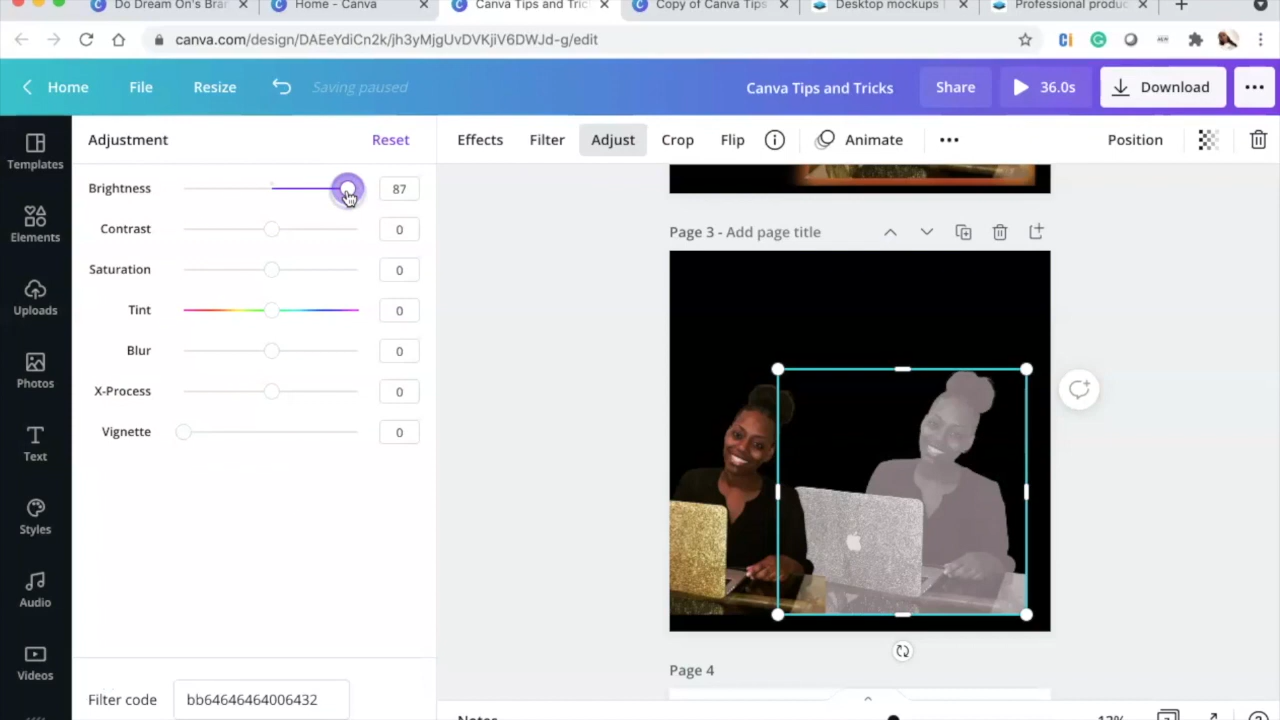 Do Dream On's Bran
Home - Canva
Canva Tips and Tric
Copy of Canva Tips
Desktop mockups
Professional produc
canva.com/design/DAEeYdiCn2k/jh3yMjgUvDVKjiV6DWJd-g/edit
Home File Resize Saving paused Canva Tips and Tricks Share 36.0s Download
Adjustment Reset
Effects Filter Adjust Crop Flip Animate Position
Templates
Elements
Uploads
Photos
Text
Styles
Audio
Videos
Brightness 87
Contrast 0
Saturation 0
Tint 0
Blur 0
X-Process 0
Vignette 0
Filter code bb64646464006432
Page 3 - Add page title
Page 4
Notes